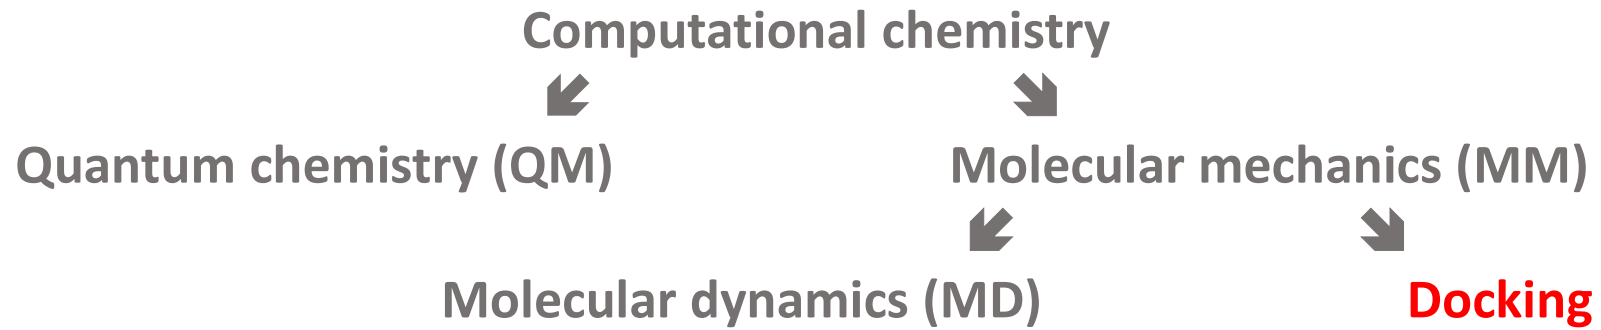 Computational chemistry
Quantum chemistry (QM) Molecular mechanics (MM)
Molecular dynamics (MD) Docking